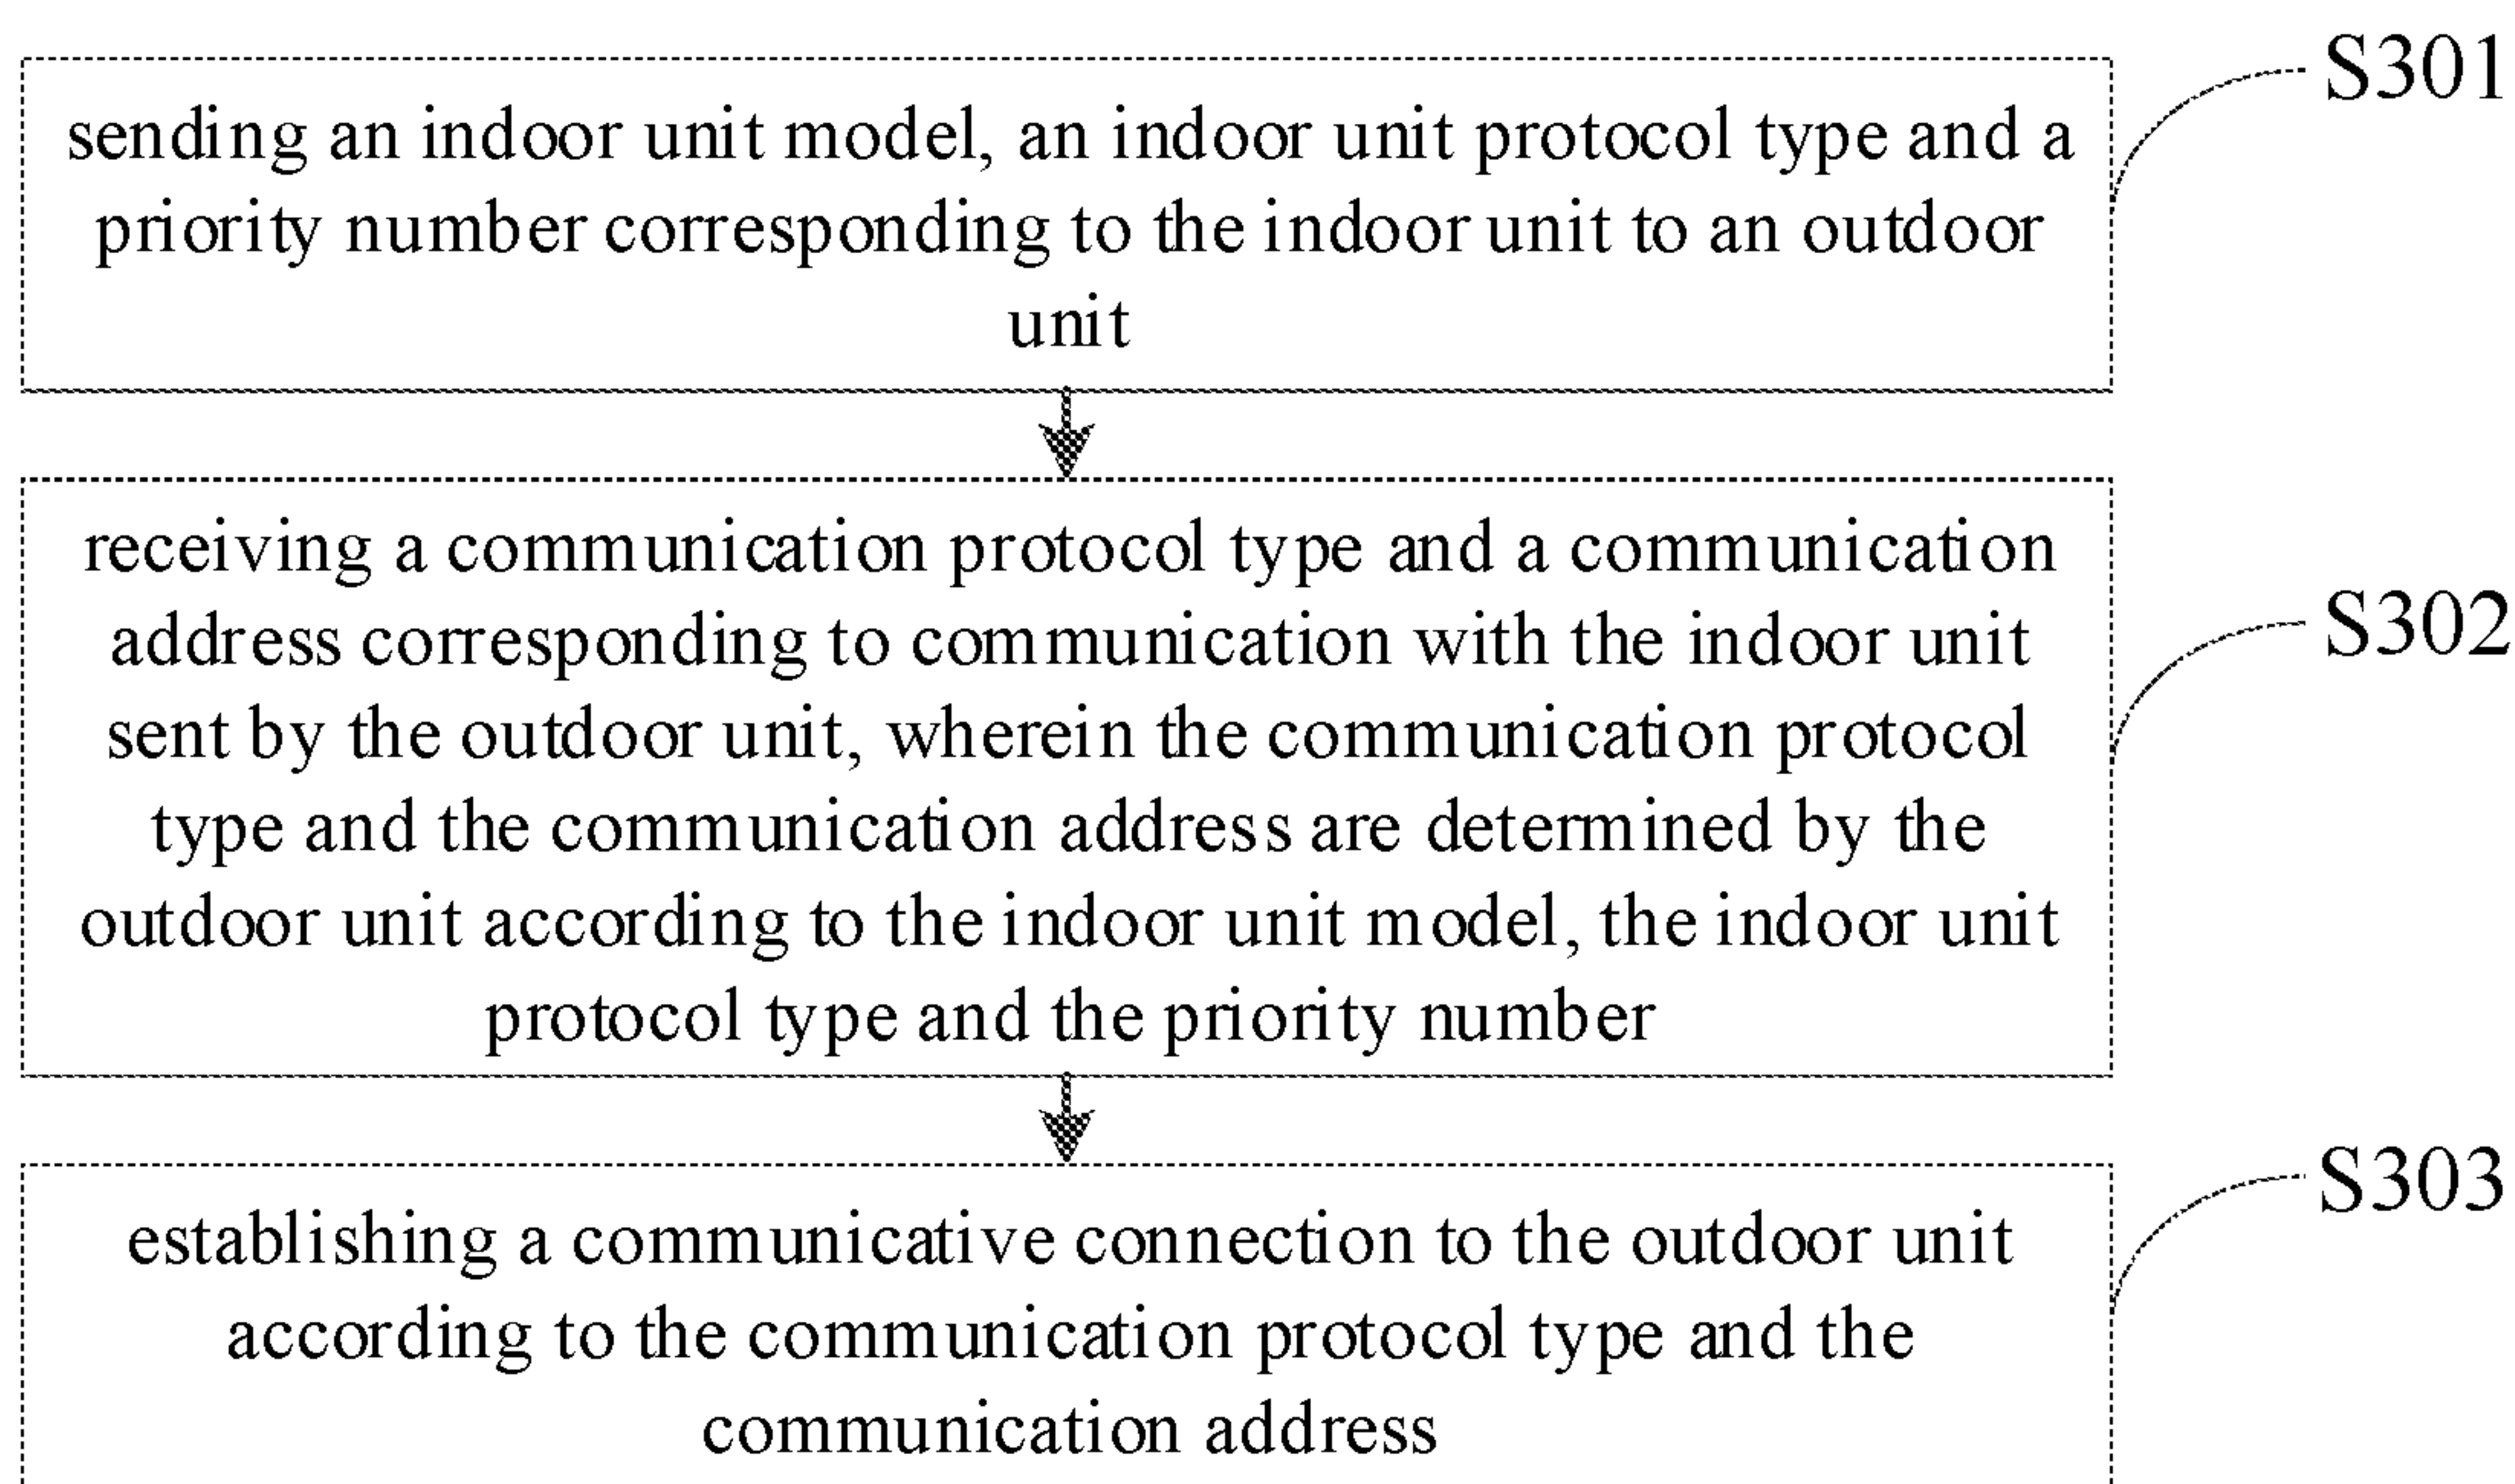 S301
sending an indoor unit model, an indoor unit protocol type and a
priority number corresponding to the indoor unit to an outdoor
unit
receiving a communication protocol type and a communication
address corresponding to communication with the indoor unit
S302
sent by the outdoor unit, wherein the communication protocol
type and the communication address are determined by the
outdoor unit according to the indoor unit model, the indoor unit
protocol type and the priority number
S303
establishing a communicative connection to the outdoor unit
according to the communication protocol type and the
communication address